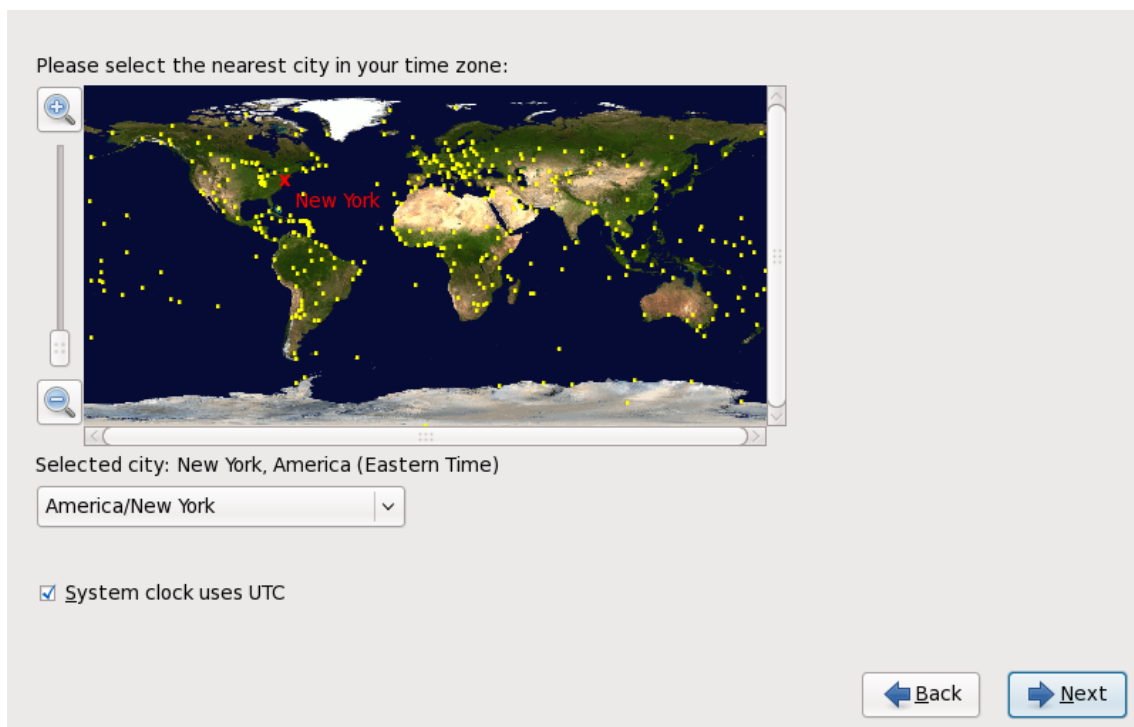 Please select the nearest city in your time zone:
New York
Selected city: New York, America (Eastern Time)
America/New York
System clock uses UTC
Back
Next